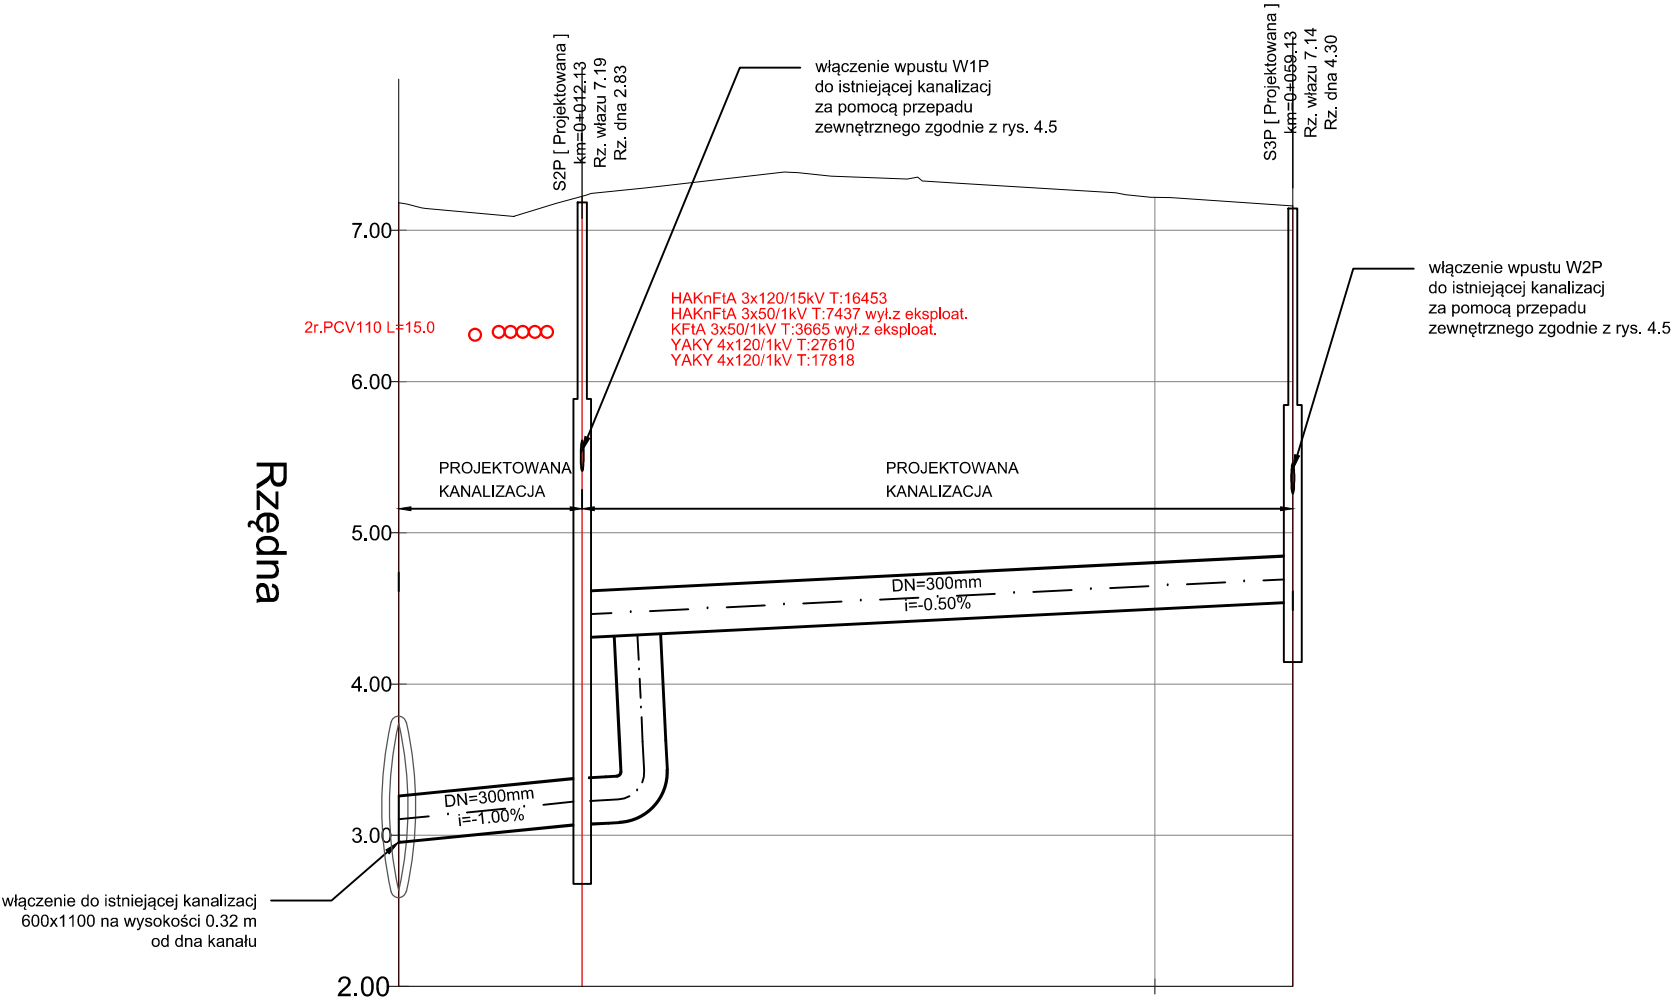 S2P [ Projektowana ]
km=0+012.13
Rz. włazu 7.19
Rz. dna 2.83
włączenie wpustu W1P
do istniejącej kanalizacj
za pomocą przepadu
zewnętrznego zgodnie z rys. 4.5
S3P [ Projektowana ]
km=0+059.13
Rz. włazu 7.14
Rz. dna 4.30
włączenie wpustu W2P
do istniejącej kanalizacj
za pomocą przepadu
zewnętrznego zgodnie z rys. 4.5
7.00
6.00
5.00
4.00
3.00
2.00
Rzędna
2r.PCV110 L=15.0
HAKnFtA 3x120/15kV T:16453
HAKnFtA 3x50/1kV T:7437 wył.z eksploat.
KFtA 3x50/1kV T:3665 wył.z eksploat.
YAKY 4x120/1kV T:27610
YAKY 4x120/1kV T:17818
PROJEKTOWANA
KANALIZACJA
PROJEKTOWANA
KANALIZACJA
DN=300mm
i=-0.50%
DN=300mm
i=-1.00%
włączenie do istniejącej kanalizacj
600x1100 na wysokości 0.32 m
od dna kanału